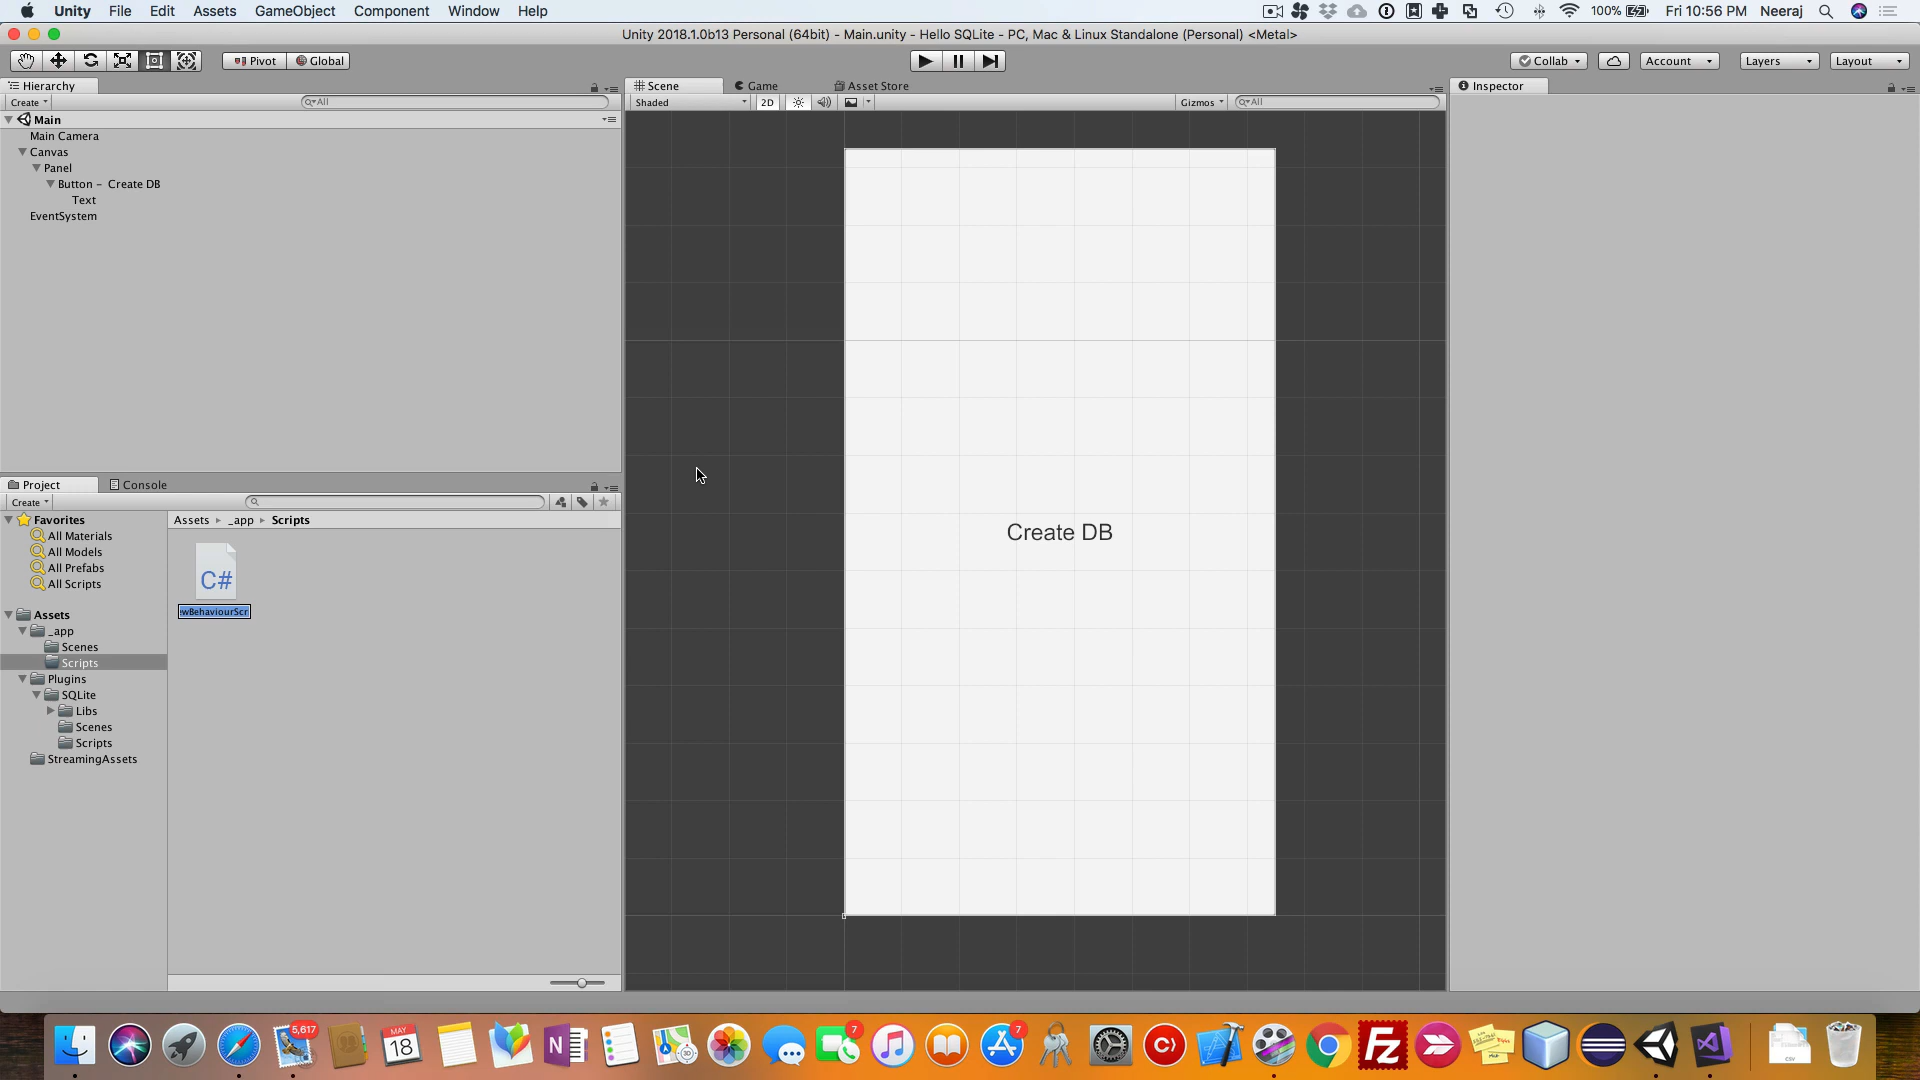 Unity File Edit Assets GameObject Component Window Help 100% Fri 10:56 PM Neeraj
Unity 2018.1.0b13 Personal (64bit) - Main.unity - Hello SQLite - PC, Mac & Linux Standalone (Personal) <Metal>
Pivot Global Collab Account Layers Layout
Hierarchy Scene Game Asset Store Inspector
Create All Shaded 2D Gizmos All
Main
Main Camera
Canvas
Panel
Button - Create DB
Text
EventSystem
Create DB
Project Console
Create
Favorites Assets _app Scripts
All Materials
All Models
All Prefabs
All Scripts
C#
wBehaviourScr
Assets
_app
Scenes
Scripts
Plugins
SQLite
Libs
Scenes
Scripts
StreamingAssets
5,617 MAY 18 7 7
N C) Fz CSV